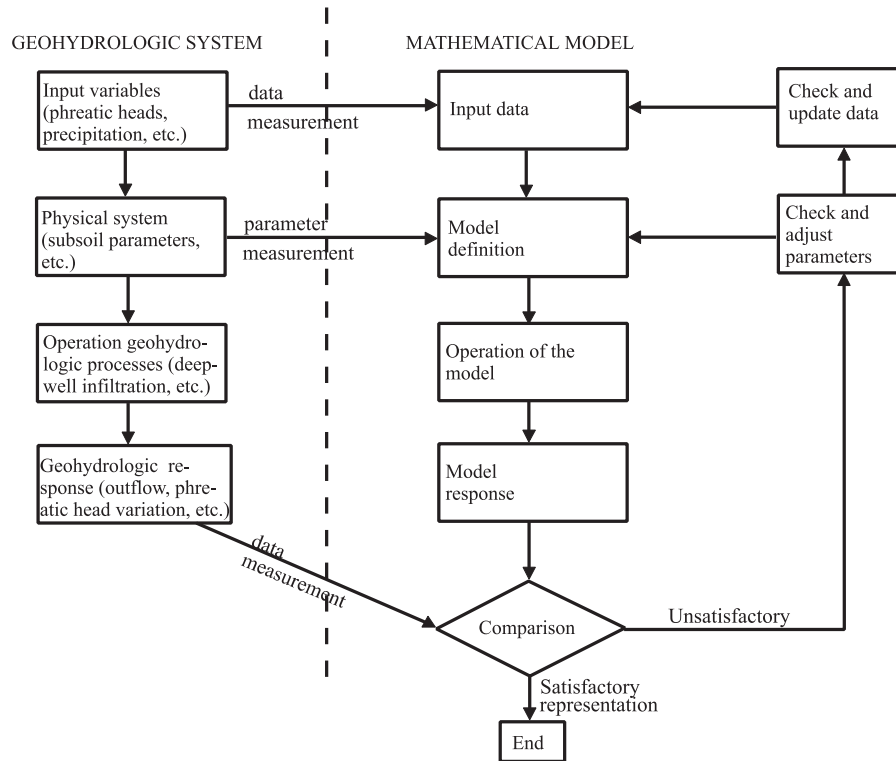 GEOHYDROLOGIC SYSTEM
MATHEMATICAL MODEL
Input variables
(phreatic heads,
precipitation, etc.)
data
measurement
Input data
Check and
update data
Physical system
(subsoil parameters,
etc.)
parameter
measurement
Model
definition
Check and
adjust
parameters
Operation geohydro-
logic processes (deep-
well infiltration, etc.)
Operation of the
model
Geohydrologic re-
sponse (outflow, phre-
atic head variation, etc.)
Model
response
data
measurement
Comparison
Unsatisfactory
Satisfactory
representation
End